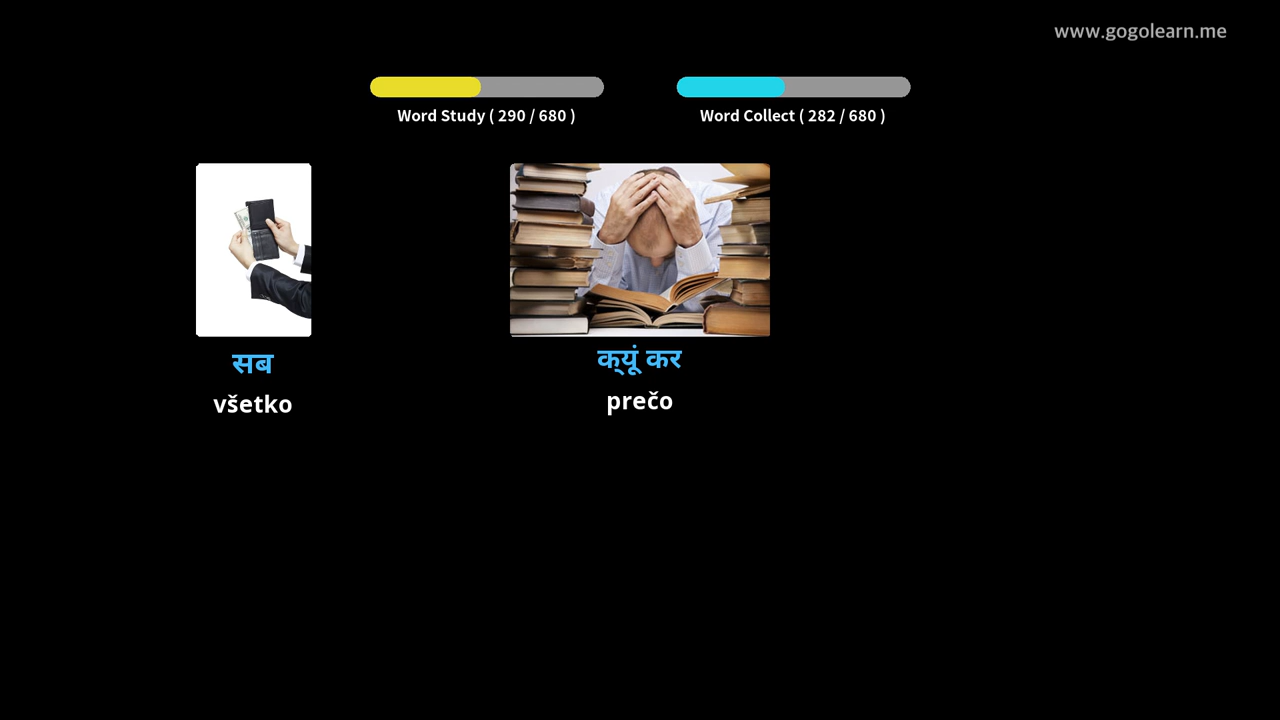 www.gogolearn.me
Word Study ( 290 / 680 )
Word Collect ( 282 / 680 )
सब
všetko
क्यूं कर
prečo